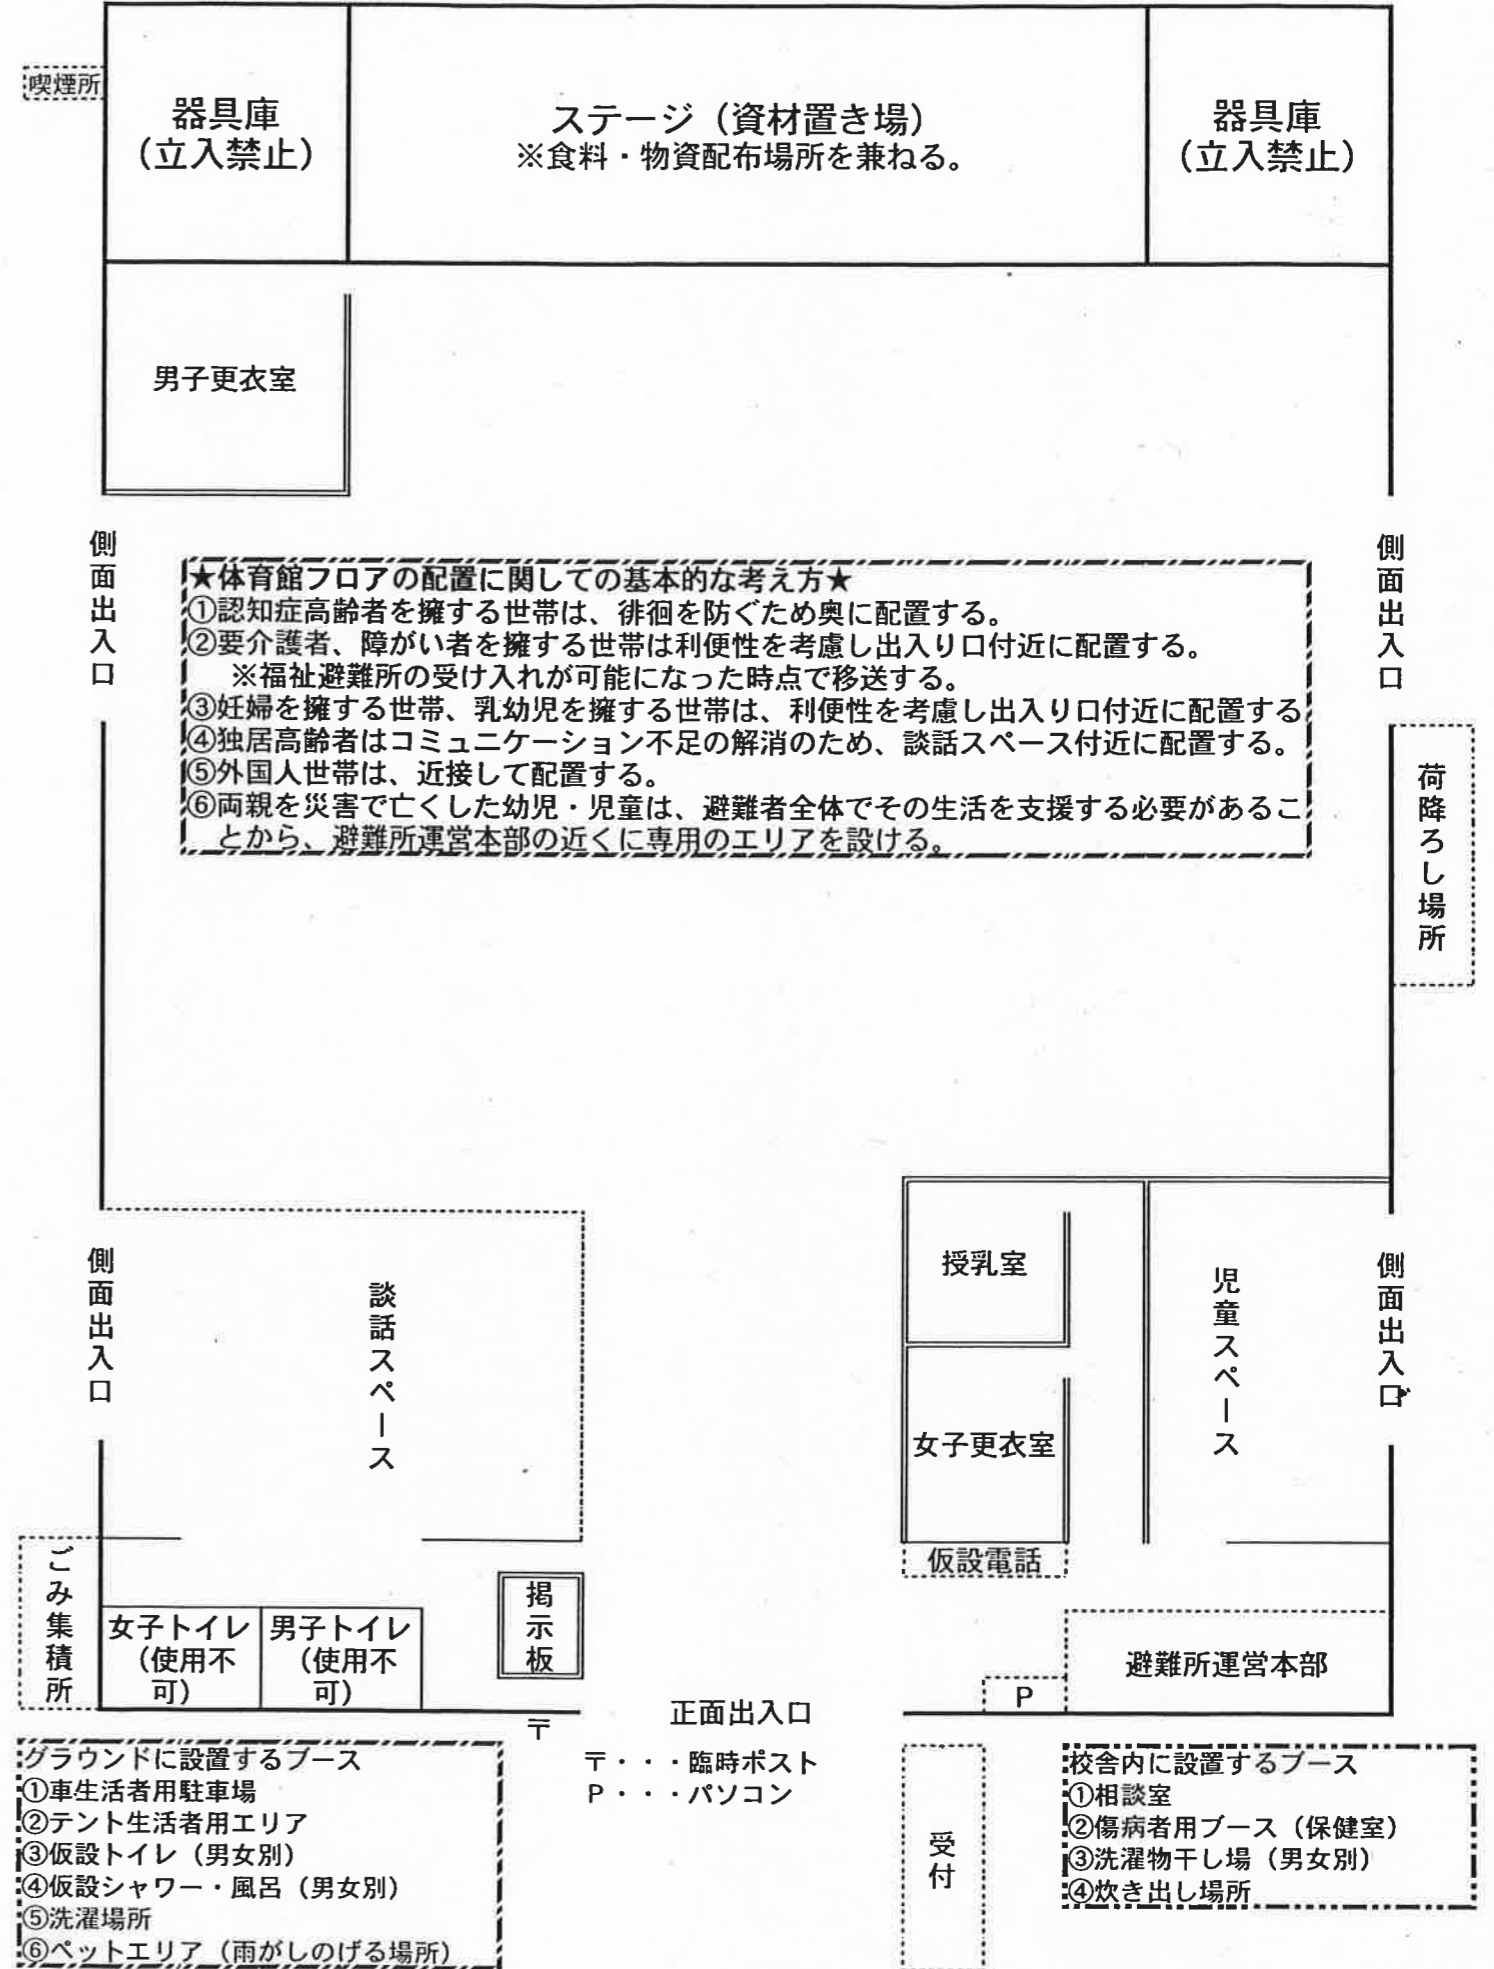 喫煙所
器具庫
（立入禁止）
ステージ（資材置き場）
※食料・物資配布場所を兼ねる。
器具庫
（立入禁止）
男子更衣室
側面出入口
側面出入口
★体育館フロアの配置に関しての基本的な考え方★
①認知症高齢者を擁する世帯は、徘徊を防ぐため奥に配置する。
②要介護者、障がい者を擁する世帯は利便性を考慮し出入り口付近に配置する。
※福祉避難所の受け入れが可能になった時点で移送する。
③妊婦を擁する世帯、乳幼児を擁する世帯は、利便性を考慮し出入り口付近に配置する
④独居高齢者はコミュニケーション不足の解消のため、談話スペース付近に配置する。
⑤外国人世帯は、近接して配置する。
⑥両親を災害で亡くした幼児・児童は、避難者全体でその生活を支援する必要があるこ
とから、避難所運営本部の近くに専用のエリアを設ける。
荷降ろし場所
側面出入口
談話スペース
授乳室
児童スペース
側面出入口
女子更衣室
仮設電話
ごみ集積所
女子トイレ
（使用不
可）
男子トイレ
（使用不
可）
掲示板
避難所運営本部
P
〒
正面出入口
〒・・・臨時ポスト
P・・・パソコン
受付
グラウンドに設置するブース
①車生活者用駐車場
②テント生活者用エリア
③仮設トイレ（男女別）
④仮設シャワー・風呂（男女別）
⑤洗濯場所
⑥ペットエリア（雨がしのげる場所）
校舎内に設置するブース
①相談室
②傷病者用ブース（保健室）
③洗濯物干し場（男女別）
④炊き出し場所